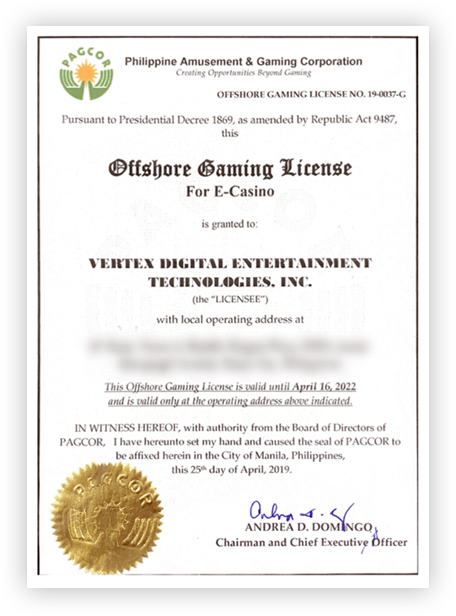 PAGCOR
Philippine Amusement & Gaming Corporation
Creating Opportunities Beyond Gaming
OFFSHORE GAMING LICENSE NO. 19-0037-G
Pursuant to Presidential Decree 1869, as amended by Republic Act 9487,
this
Offshore Gaming License
For E-Casino
is granted to:
VERTEX DIGITAL ENTERTAINMENT
TECHNOLOGIES, INC.
(the "LICENSEE")
with local operating address at
This Offshore Gaming License is valid until April 16, 2022
and is valid only at the operating address above indicated.
IN WITNESS HEREOF, with authority from the Board of Directors of
PAGCOR, I have hereunto set my hand and caused the seal of PAGCOR to
be affixed herein in the City of Manila, Philippines,
this 25th day of April, 2019.
PAGCOR
ANDREA D. DOMINGO
Chairman and Chief Executive Officer